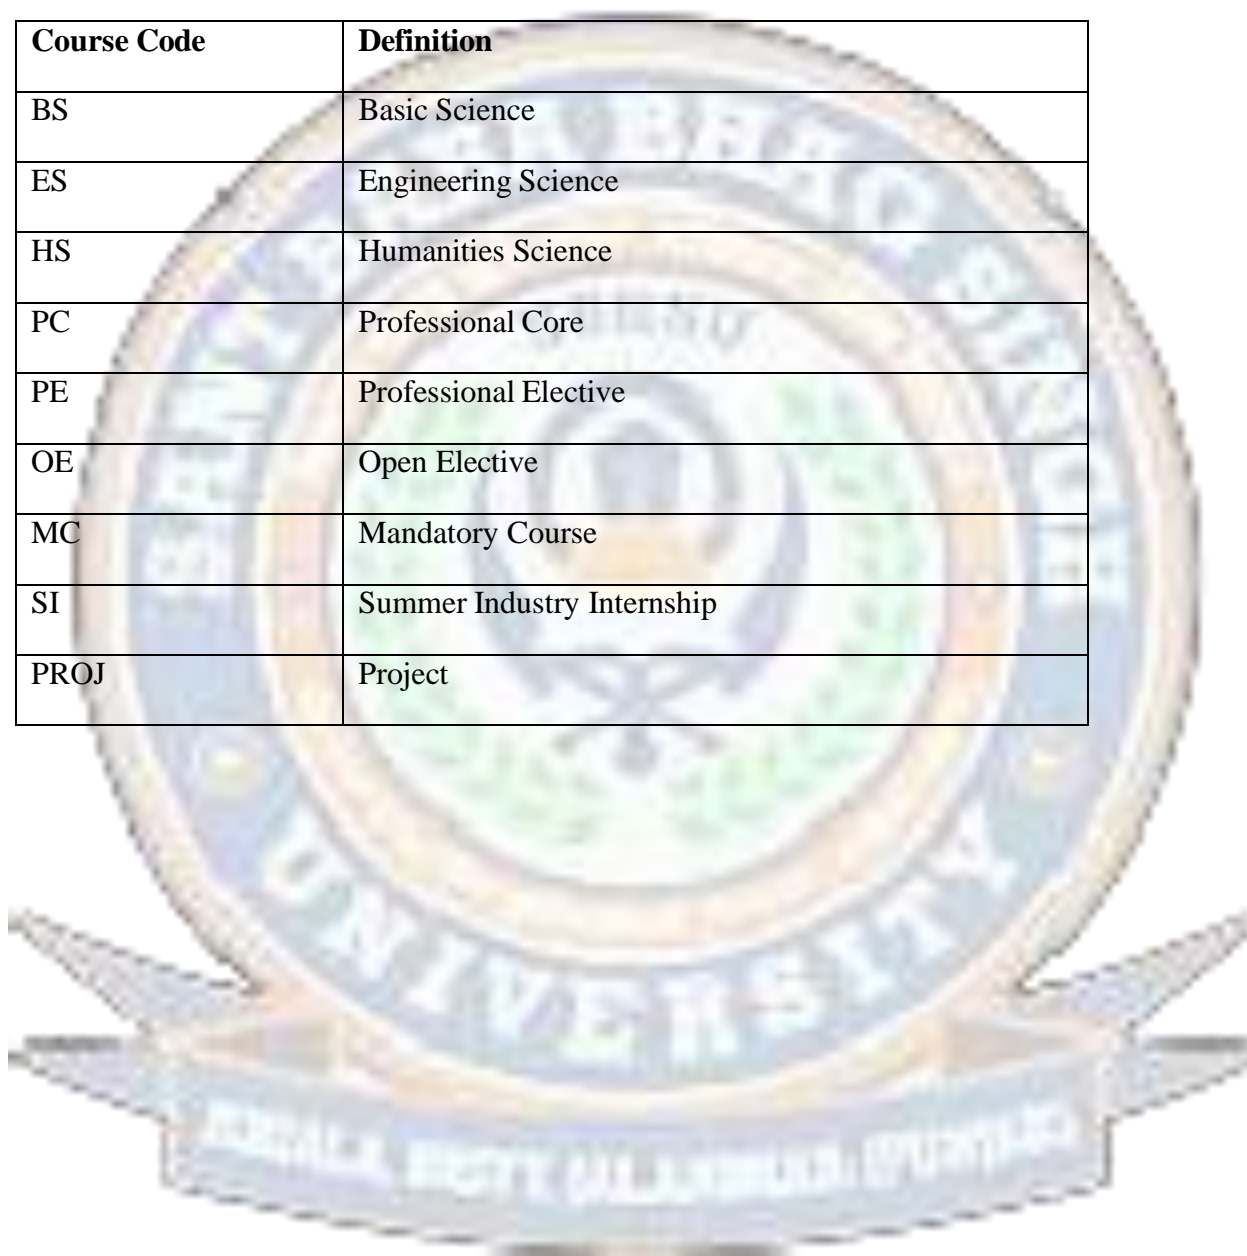 Course Code Definition
BS Basic Science
ES Engineering Science
HS Humanities Science
PC Professional Core
PE Professional Elective
OE Open Elective
MC Mandatory Course
SI Summer Industry Internship
PROJ Project
UNIVERSITY